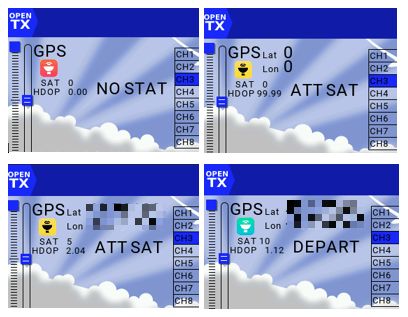 OPEN
TX
GPS
SAT 0
HDOP 0.00
NO STAT
CH1
CH2
CH3
CH4
CH5
CH6
CH7
CH8
OPEN
TX
GPS Lat 0
Lon 0
SAT 0
HDOP 99.99
ATT SAT
CH1
CH2
CH3
CH4
CH5
CH6
CH7
CH8
OPEN
TX
GPS Lat
Lon
SAT 5
HDOP 2.04
ATT SAT
CH1
CH2
CH3
CH4
CH5
CH6
CH7
CH8
OPEN
TX
GPS Lat
Lon
SAT 10
HDOP 1.12
DEPART
CH1
CH2
CH3
CH4
CH5
CH6
CH7
CH8